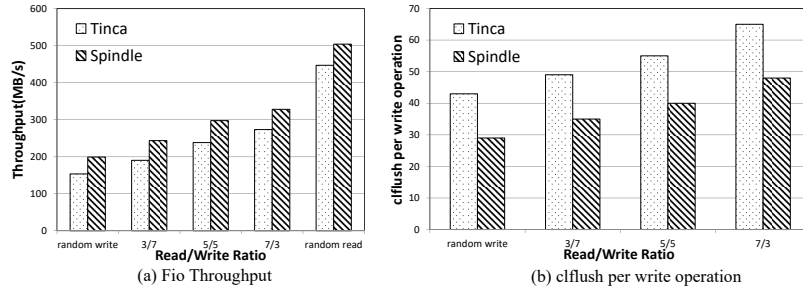 Throughput(MB/s)
600
500
400
300
200
100
0
Tinca
Spindle
random write 3/7 5/5 7/3 random read
Read/Write Ratio
(a) Fio Throughput
clflush per write operation
70
60
50
40
30
20
10
0
Tinca
Spindle
random write 3/7 5/5 7/3
Read/Write Ratio
(b) clflush per write operation